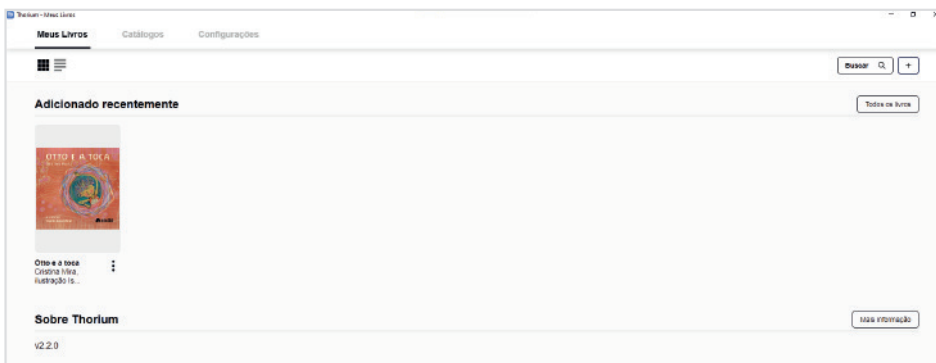 Thorium - Meus Livros
Meus Livros Catálogos Configurações
Buscar +
Adicionado recentemente
Todos os livros
OTTO E A TOCA
Otto e a toca
Cristina Mira,
ilustração Is...
Sobre Thorium
Mais informação
v2.2.0